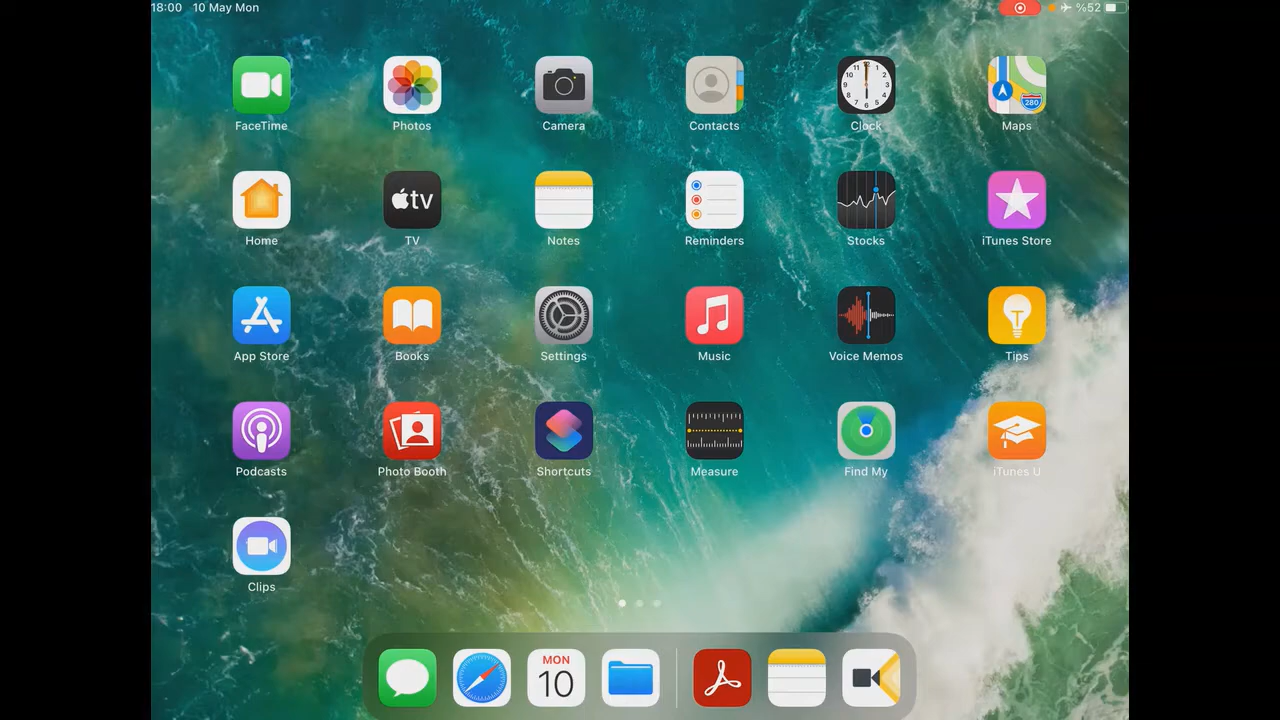 18:00 10 May Mon %52
FaceTime Photos Camera Contacts Clock Maps
280
tv
Home TV Notes Reminders Stocks iTunes Store
App Store Books Settings Music Voice Memos Tips
Podcasts Photo Booth Shortcuts Measure Find My iTunes U
Clips
MON
10